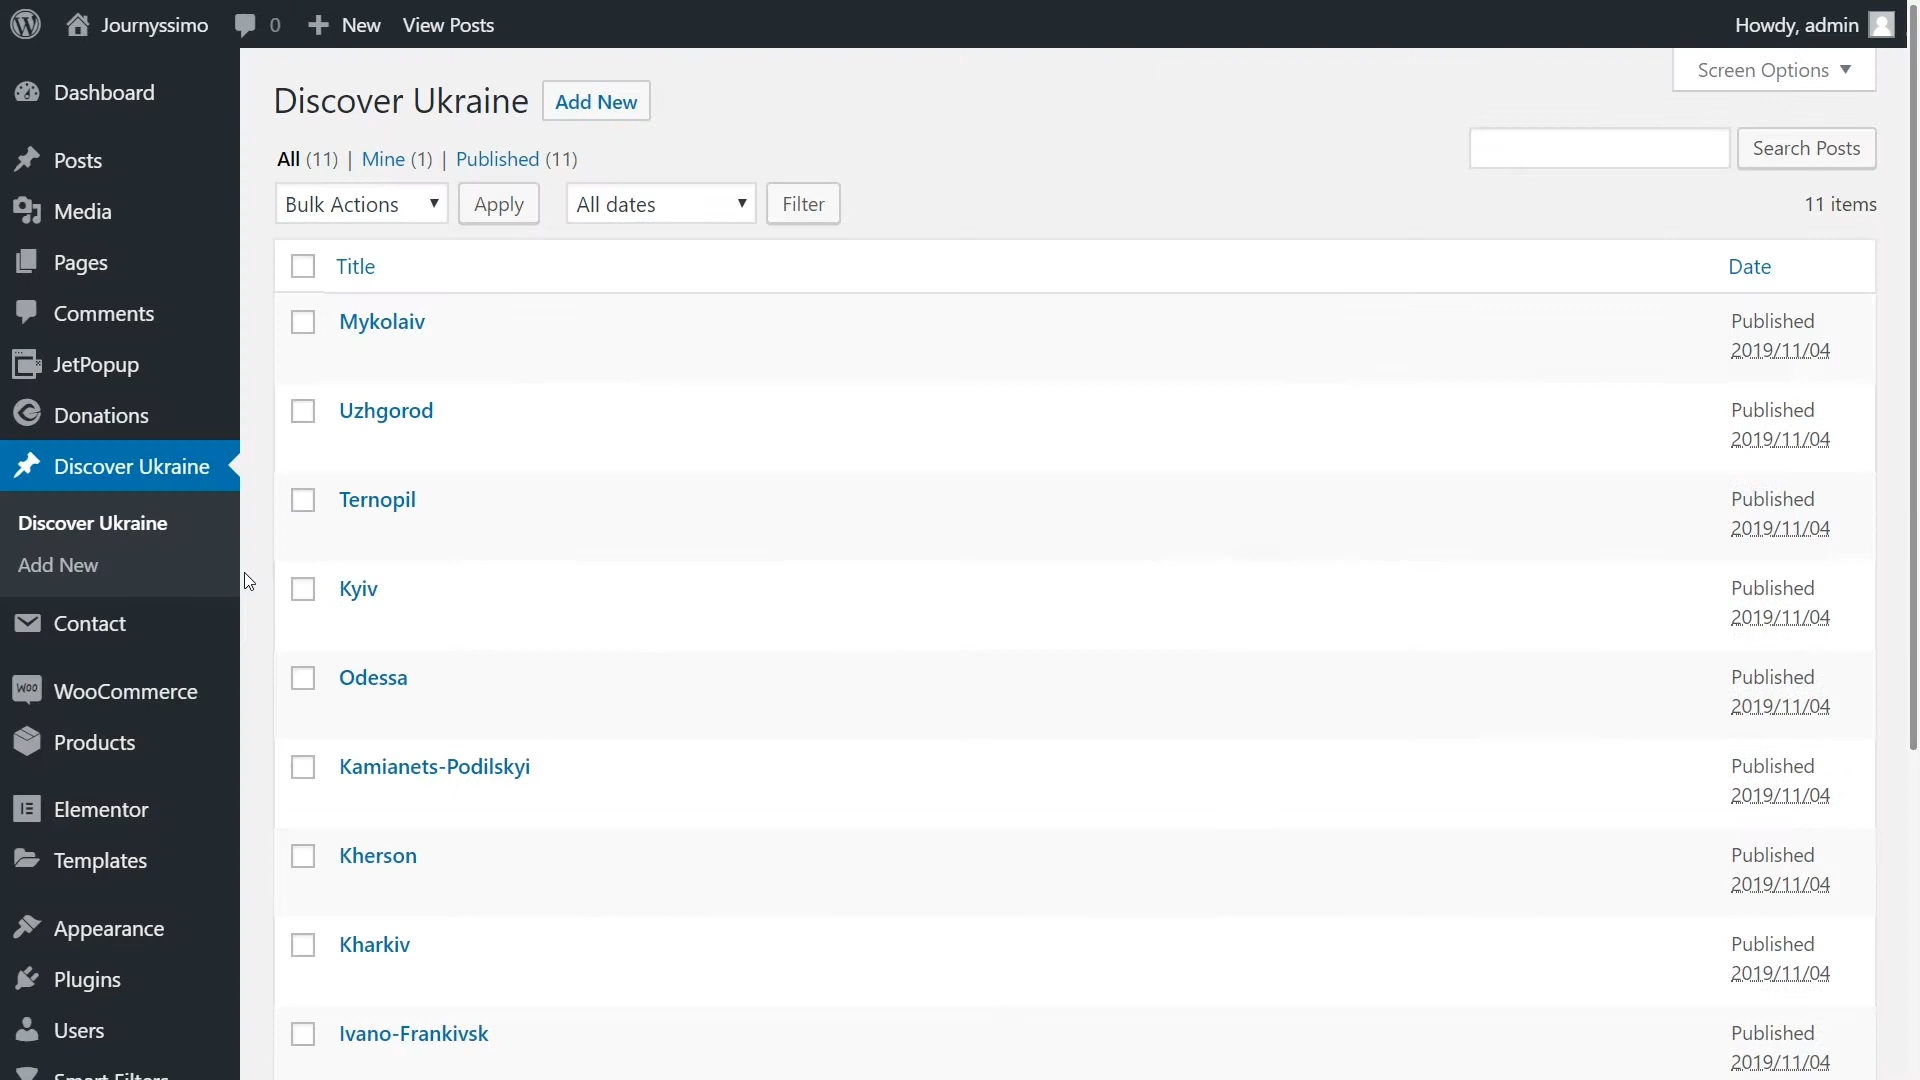 Journyssimo 0 New View Posts Howdy, admin
Dashboard
Posts
Media
Pages
Comments
JetPopup
Donations
Discover Ukraine
Discover Ukraine
Add New
Contact
WooCommerce
Products
Elementor
Templates
Appearance
Plugins
Users
Smart Filters
Screen Options
Discover Ukraine Add New
All (11) | Mine (1) | Published (11)
Search Posts
Bulk Actions Apply All dates Filter 11 items
Title Date
Mykolaiv Published
2019/11/04
Uzhgorod Published
2019/11/04
Ternopil Published
2019/11/04
Kyiv Published
2019/11/04
Odessa Published
2019/11/04
Kamianets-Podilskyi Published
2019/11/04
Kherson Published
2019/11/04
Kharkiv Published
2019/11/04
Ivano-Frankivsk Published
2019/11/04